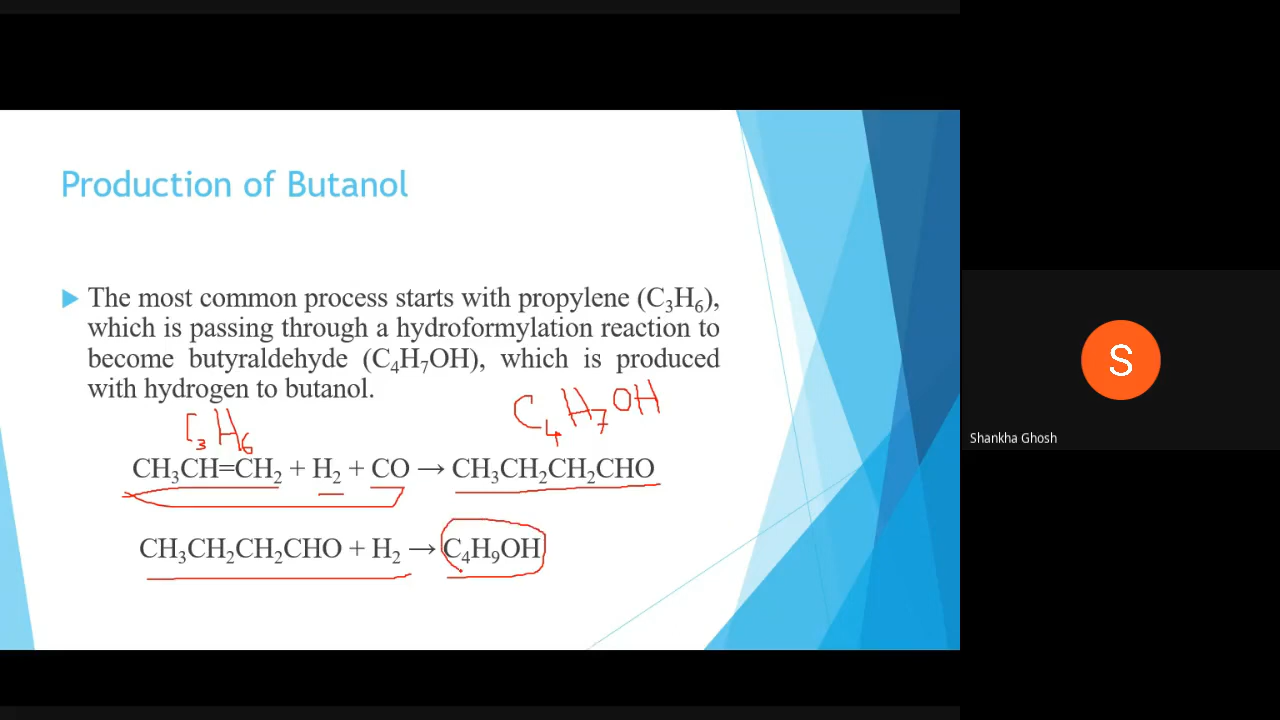 Production of Butanol
The most common process starts with propylene (C₃H₆),
which is passing through a hydroformylation reaction to
become butyraldehyde (C₄H₇OH), which is produced
with hydrogen to butanol.
C₃H₆ C₄H₇OH
CH₃CH=CH₂ + H₂ + CO → CH₃CH₂CH₂CHO
CH₃CH₂CH₂CHO + H₂ → C₄H₉OH
S
Shankha Ghosh